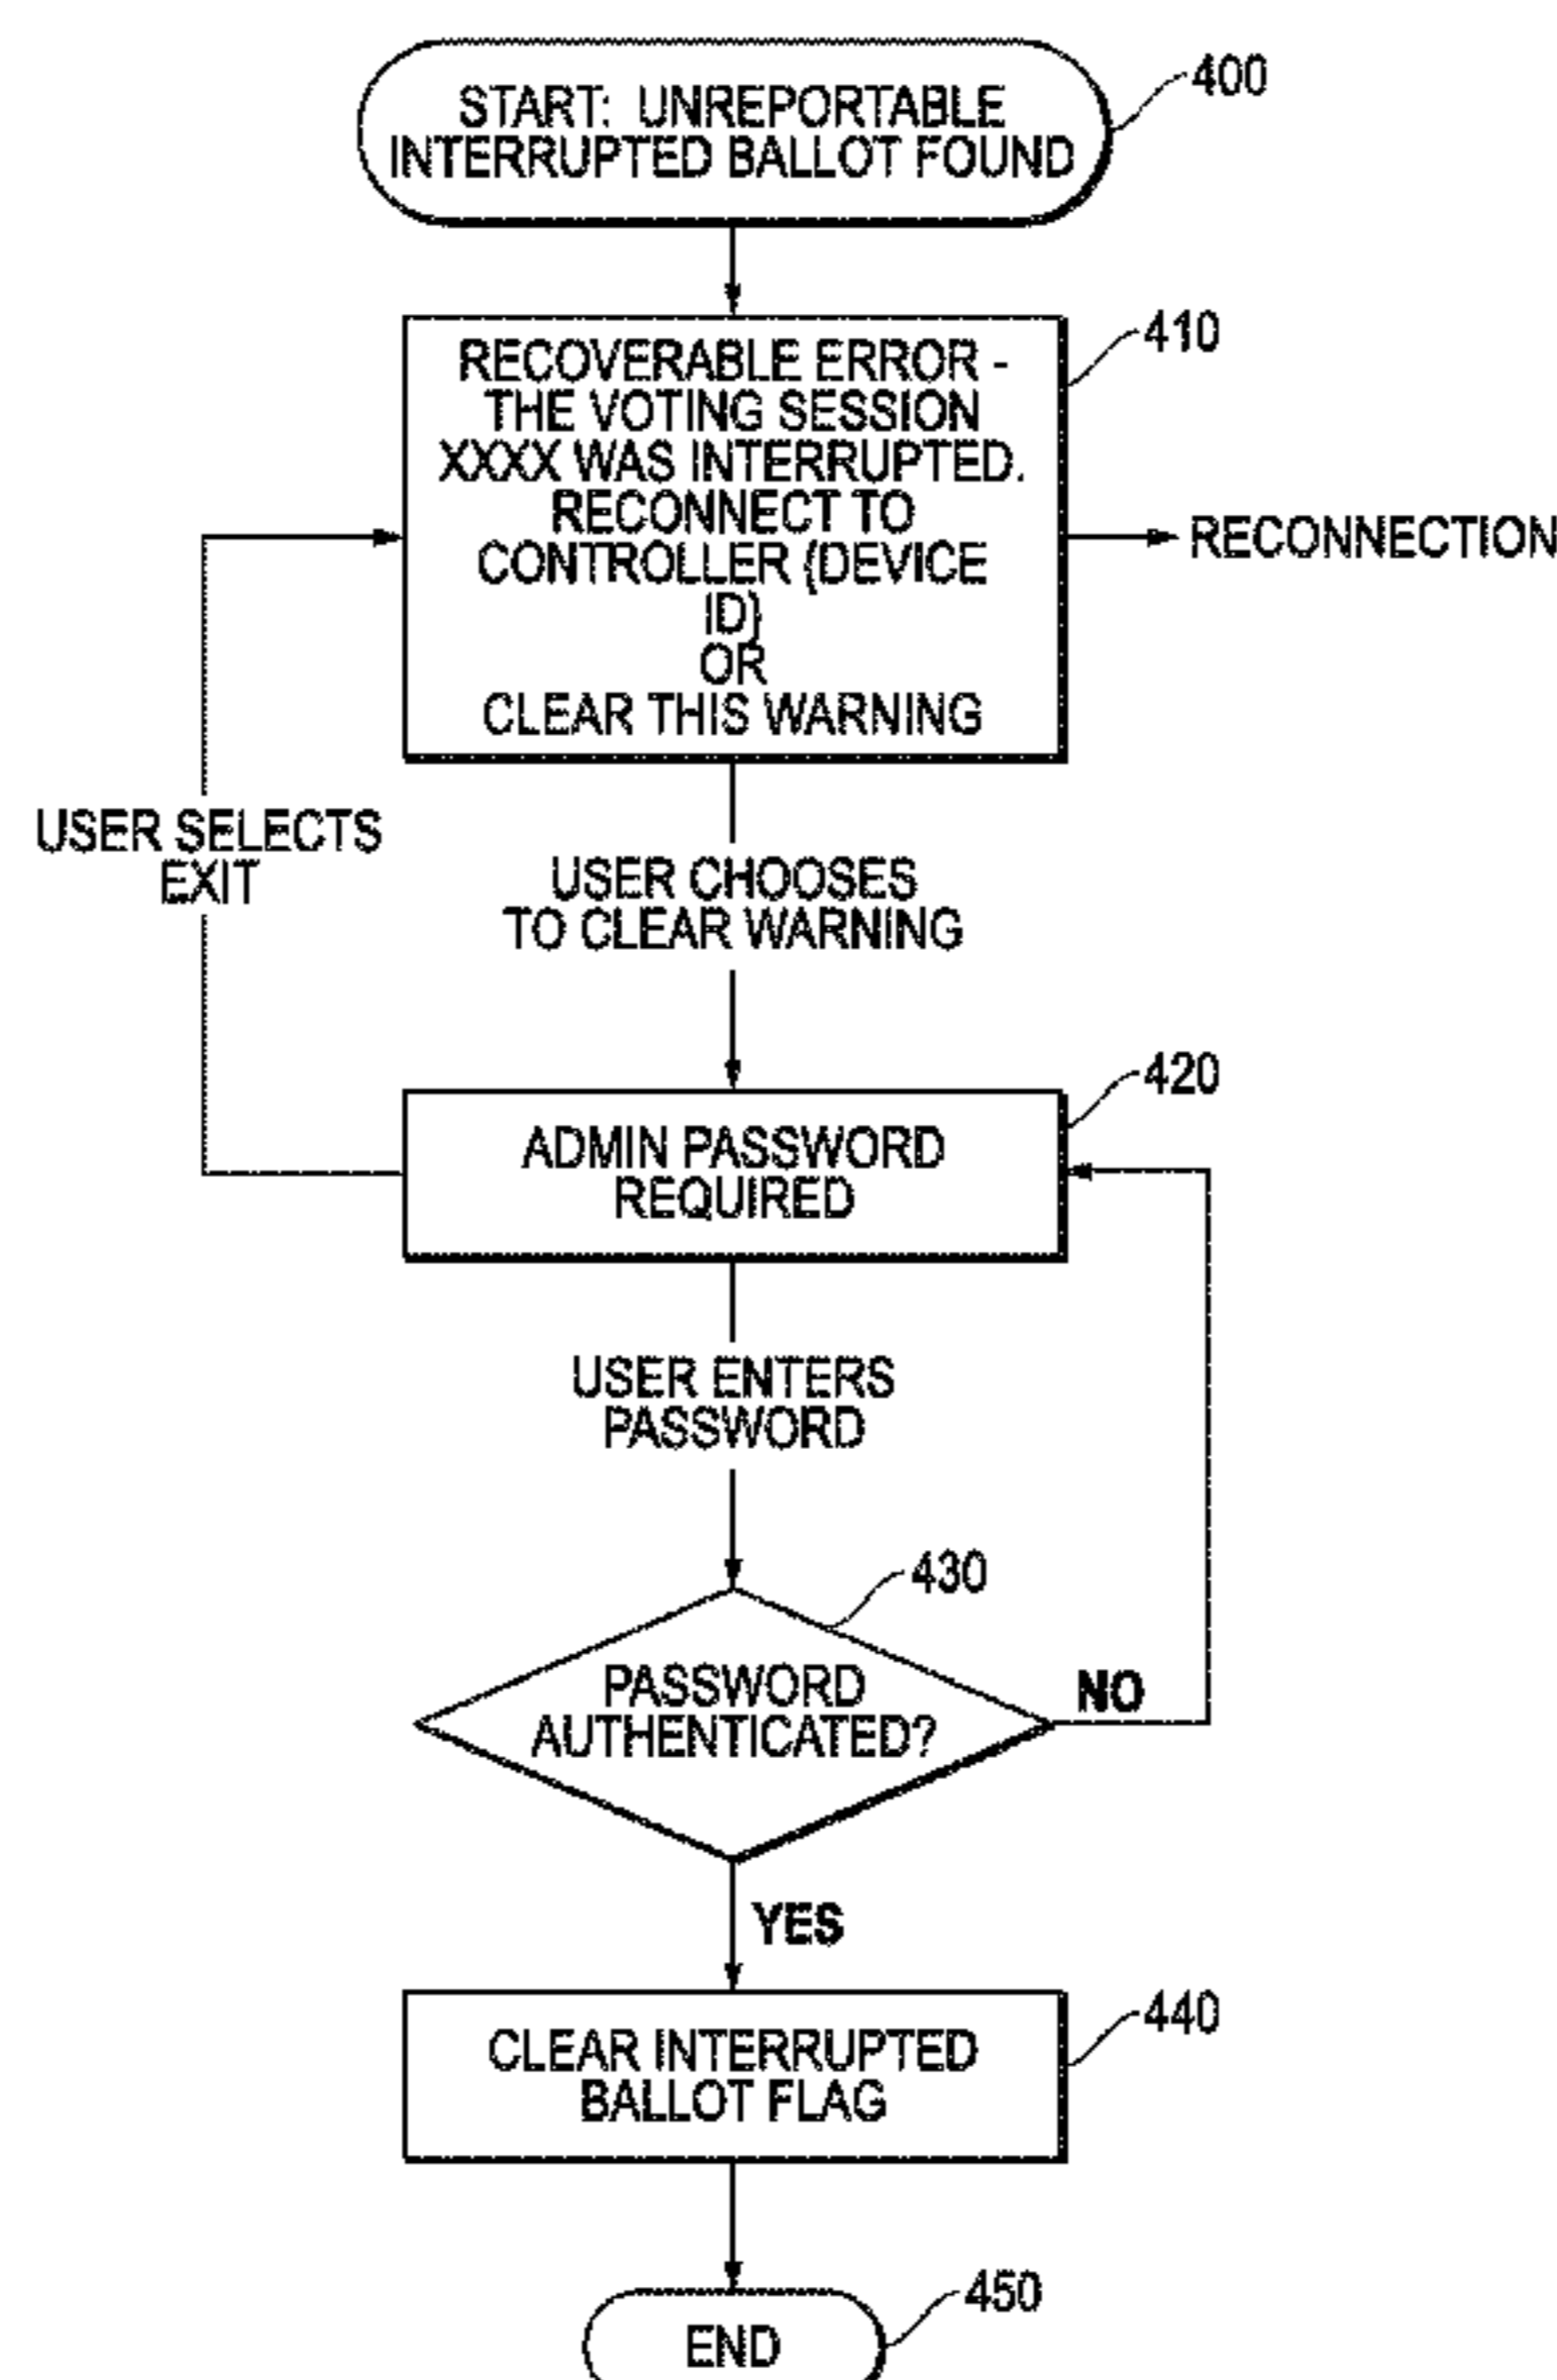 START: UNREPORTABLE
INTERRUPTED BALLOT FOUND
400
RECOVERABLE ERROR -
THE VOTING SESSION
XXXX WAS INTERRUPTED.
RECONNECT TO
CONTROLLER (DEVICE
ID)
OR
CLEAR THIS WARNING
410
RECONNECTION
USER SELECTS
EXIT
USER CHOOSES
TO CLEAR WARNING
420
ADMIN PASSWORD
REQUIRED
USER ENTERS
PASSWORD
430
PASSWORD
AUTHENTICATED?
NO
YES
440
CLEAR INTERRUPTED
BALLOT FLAG
450
END